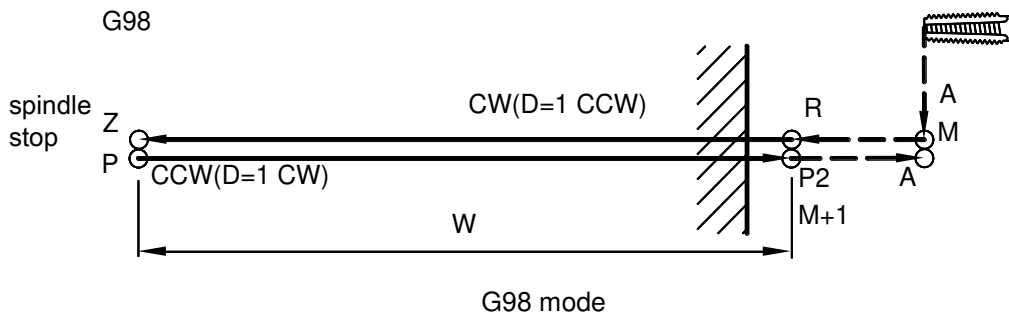 G98
spindle
stop
Z
CW(D=1 CCW)
R
A
M
P
CCW(D=1 CW)
P2
A
M+1
W
G98 mode